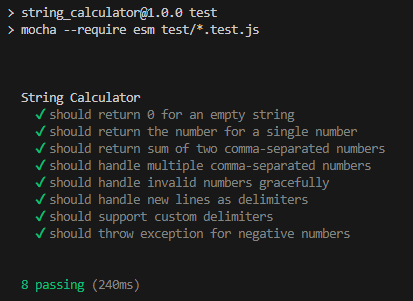 > string_calculator@1.0.0 test
> mocha --require esm test/*.test.js
String Calculator
✓ should return 0 for an empty string
✓ should return the number for a single number
✓ should return sum of two comma-separated numbers
✓ should handle multiple comma-separated numbers
✓ should handle invalid numbers gracefully
✓ should handle new lines as delimiters
✓ should support custom delimiters
✓ should throw exception for negative numbers
8 passing (240ms)